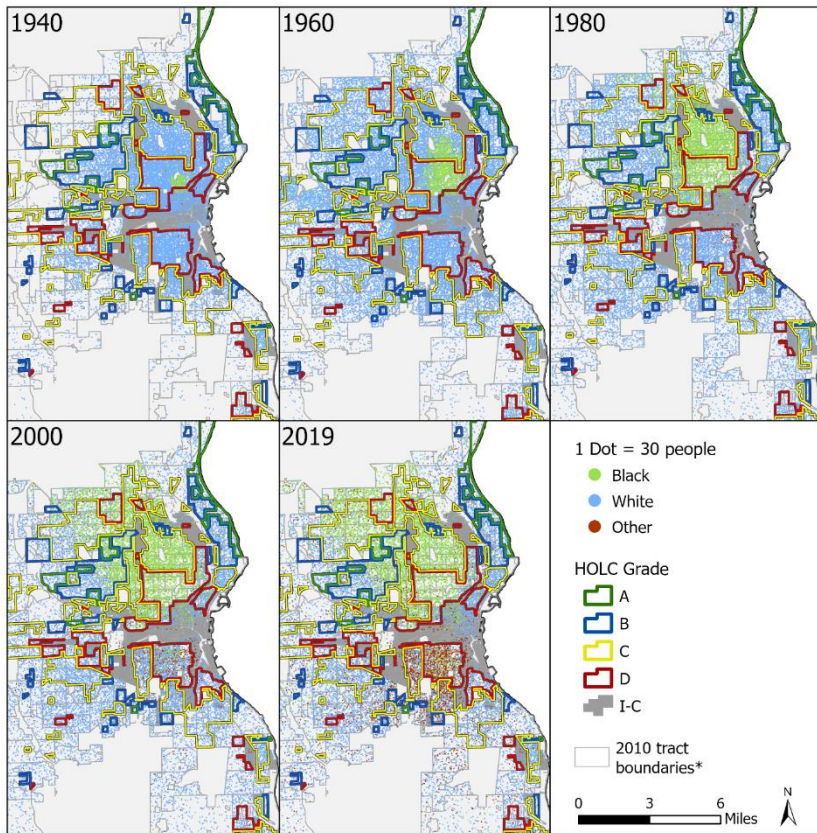 1940
1960
1980
2000
2019
1 Dot = 30 people
Black
White
Other
HOLC Grade
A
B
C
D
I-C
2010 tract
boundaries*
0 3 6
Miles
N